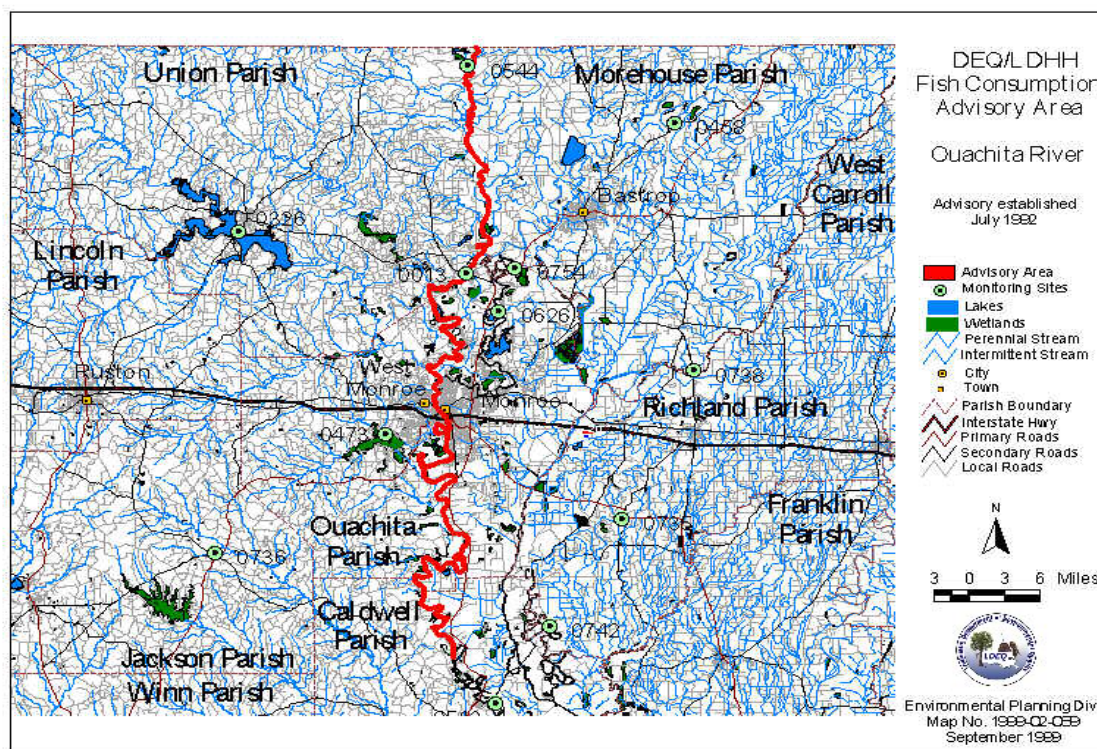 DEQ/LDHH
Fish Consumption
Advisory Area
Ouachita River
Advisory established
July 1992
Advisory Area
Monitoring Sites
Lakes
Wetlands
Perennial Stream
Intermittent Stream
City
Town
Parish Boundary
Interstate Hwy
Primary Roads
Secondary Roads
Local Roads
N
3 0 3 6 Miles
LDEQ
Environmental Planning Div
Map No. 1999-02-059
September 1999
Union Parish
0544
Morehouse Parish
0458
West
Carroll
Parish
Bastrop
Lincoln
Parish
0013
0754
0626
Ruston
West
Monroe
Monroe
0738
Richland Parish
Ouachita
Parish
Franklin
Parish
0736
Caldwell
Parish
0742
Jackson Parish
Winn Parish